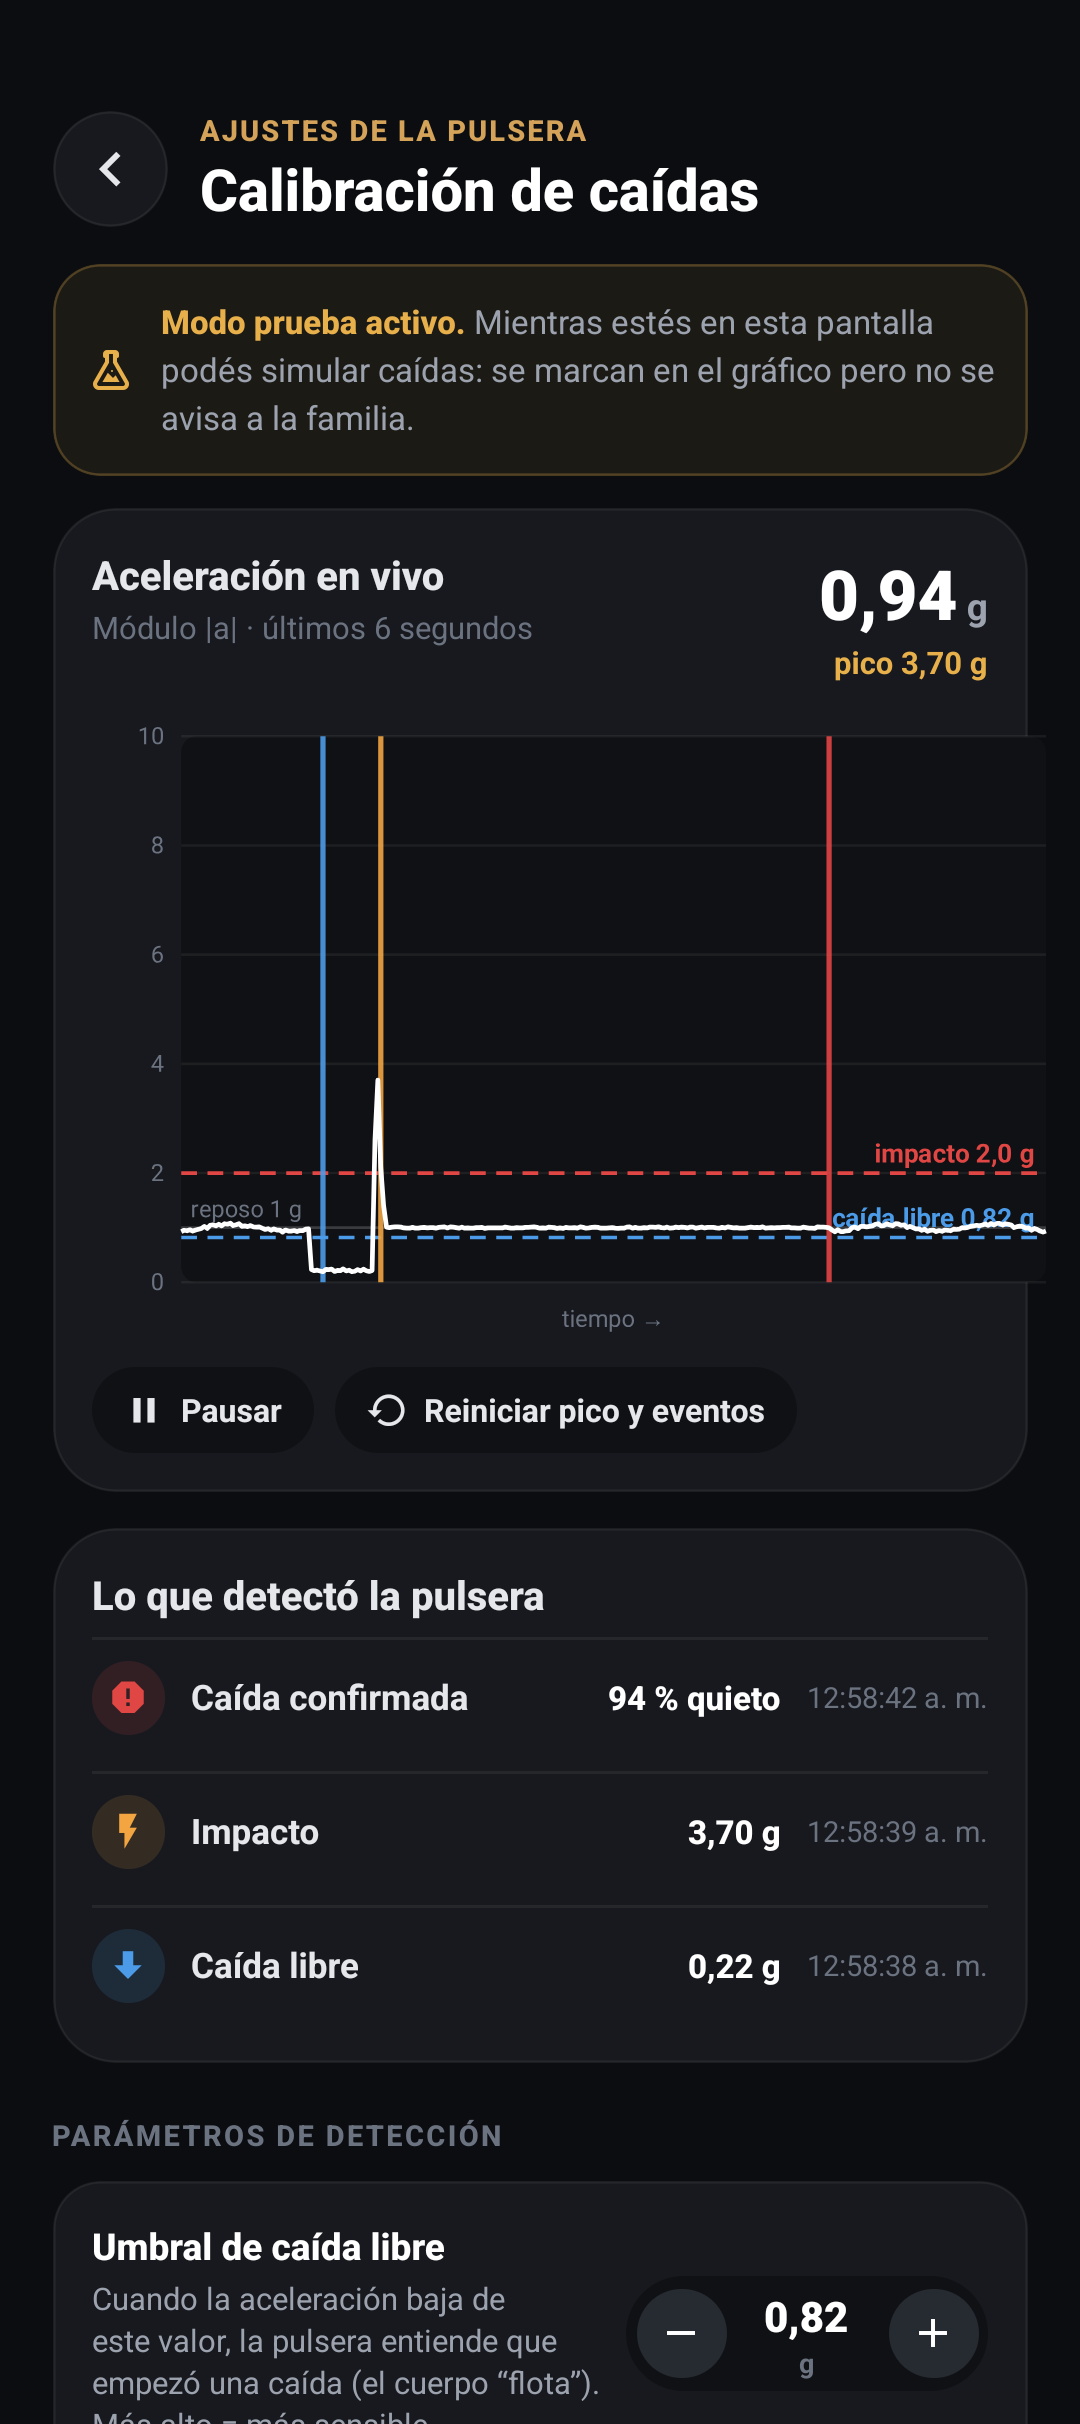 AJUSTES DE LA PULSERA
Calibración de caídas
Modo prueba activo. Mientras estés en esta pantalla
podés simular caídas: se marcan en el gráfico pero no se
avisa a la familia.
Aceleración en vivo
Módulo |a| · últimos 6 segundos
0,94 g
pico 3,70 g
10
8
6
4
2
0
impacto 2,0 g
reposo 1 g
caída libre 0,82 g
tiempo →
Pausar
Reiniciar pico y eventos
Lo que detectó la pulsera
Caída confirmada 94 % quieto 12:58:42 a. m.
Impacto 3,70 g 12:58:39 a. m.
Caída libre 0,22 g 12:58:38 a. m.
PARÁMETROS DE DETECCIÓN
Umbral de caída libre
Cuando la aceleración baja de
este valor, la pulsera entiende que
empezó una caída (el cuerpo “flota”).
Más alto = más sensible
0,82
g